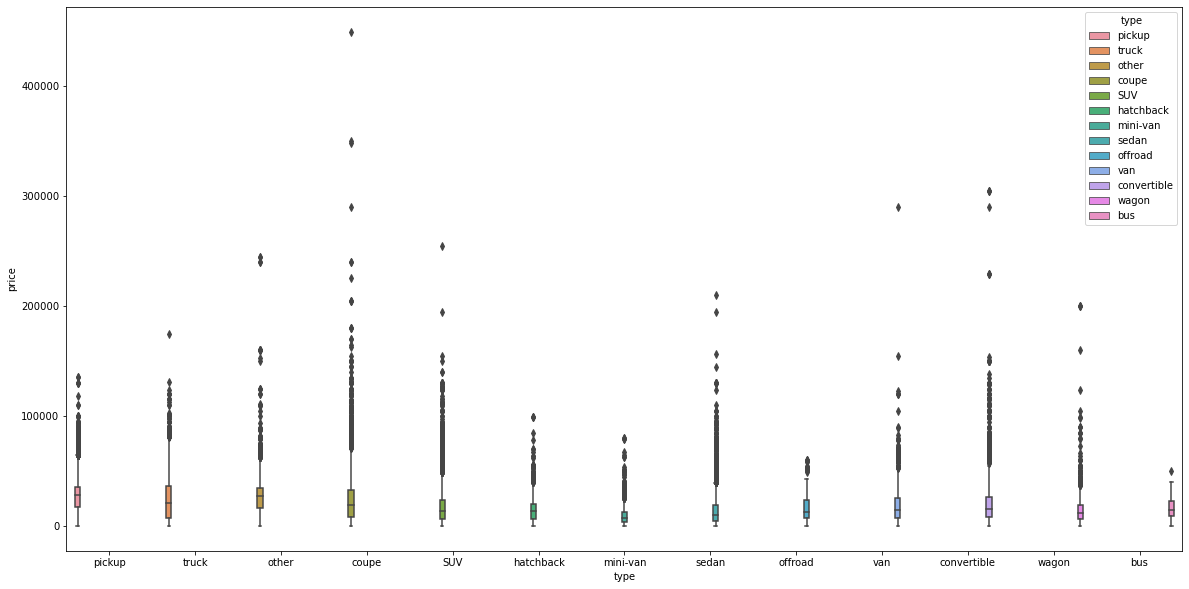 type
pickup
truck
other
coupe
SUV
hatchback
mini-van
sedan
offroad
van
convertible
wagon
bus
400000
300000
200000
100000
0
price
pickup truck other coupe SUV hatchback mini-van sedan offroad van convertible wagon bus
type